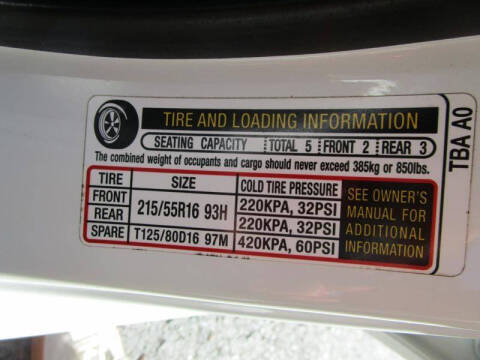 TIRE AND LOADING INFORMATION
SEATING CAPACITY TOTAL 5 FRONT 2 REAR 3
The combined weight of occupants and cargo should never exceed 385kg or 850lbs.
TIRE SIZE COLD TIRE PRESSURE
FRONT 215/55R16 93H 220KPA, 32PSI
REAR 220KPA, 32PSI
SPARE T125/80D16 97M 420KPA, 60PSI
SEE OWNER'S
MANUAL FOR
ADDITIONAL
INFORMATION
TBA A0